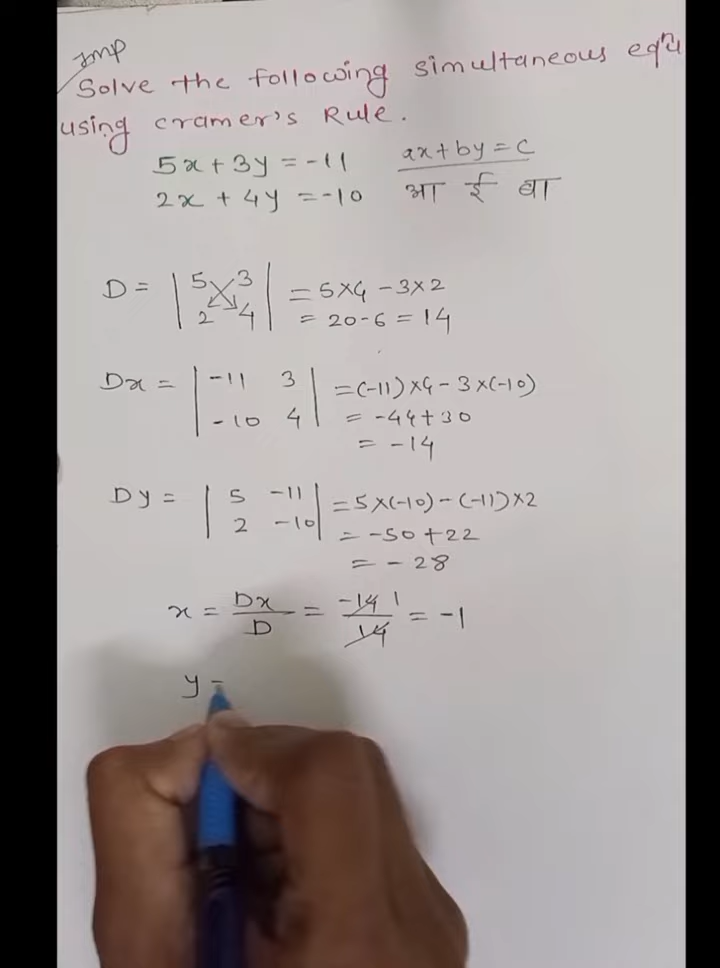 Imp
Solve the following simultaneous eqn
using cramer's Rule.
5x + 3y = -11
ax + by = c
2x + 4y = -10
आ ई बा
D = | 5 3 | = 5×4 - 3×2
| 2 4 | = 20-6 = 14
Dx = | -11 3 | = (-11)×4 - 3×(-10)
| -10 4 | = -44+30
= -14
Dy = | 5 -11 | = 5×(-10) - (-11)×2
| 2 -10 | = -50 + 22
= - 28
x = Dx/D = -14 1/14 = -1
y =